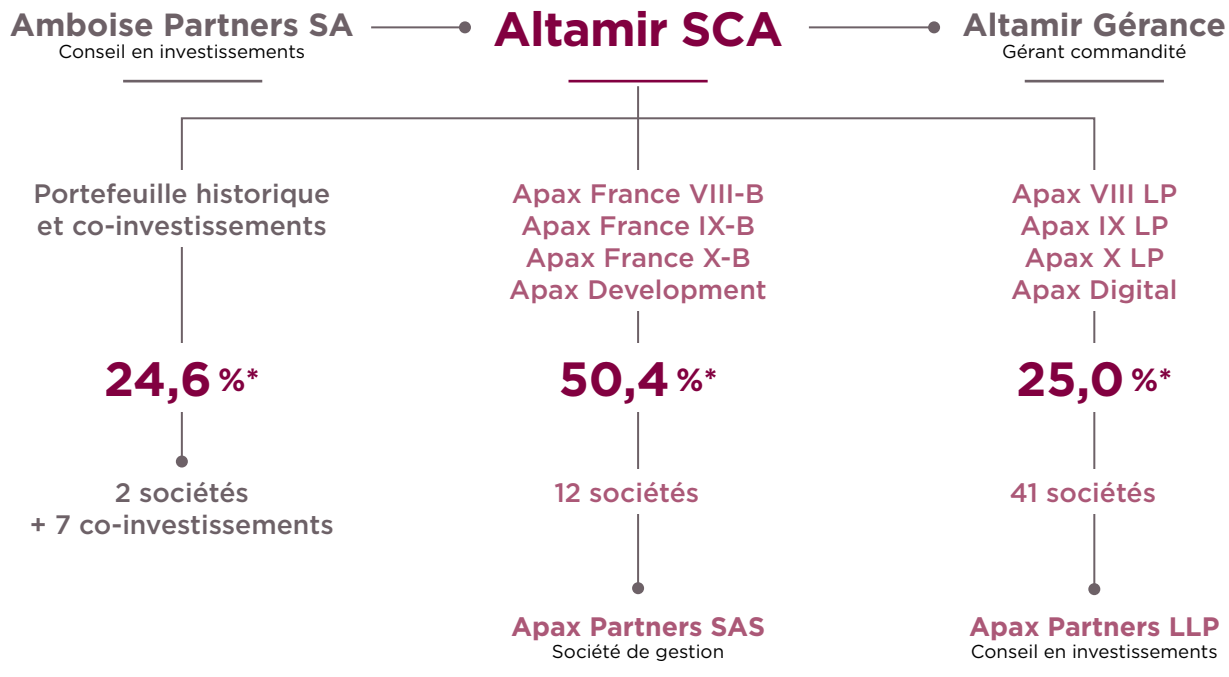 Amboise Partners SA
Conseil en investissements
Altamir SCA
Altamir Gérance
Gérant commandité
Portefeuille historique
et co-investissements
24,6 %*
2 sociétés
+ 7 co-investissements
Apax France VIII-B
Apax France IX-B
Apax France X-B
Apax Development
50,4 %*
12 sociétés
Apax Partners SAS
Société de gestion
Apax VIII LP
Apax IX LP
Apax X LP
Apax Digital
25,0 %*
41 sociétés
Apax Partners LLP
Conseil en investissements